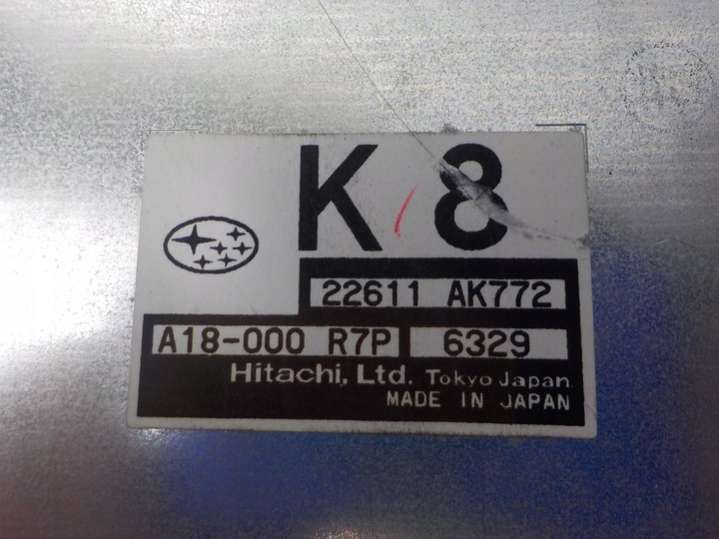 K 8
22611 AK772
A18-000 R7P 6329
Hitachi, Ltd. Tokyo Japan
MADE IN JAPAN